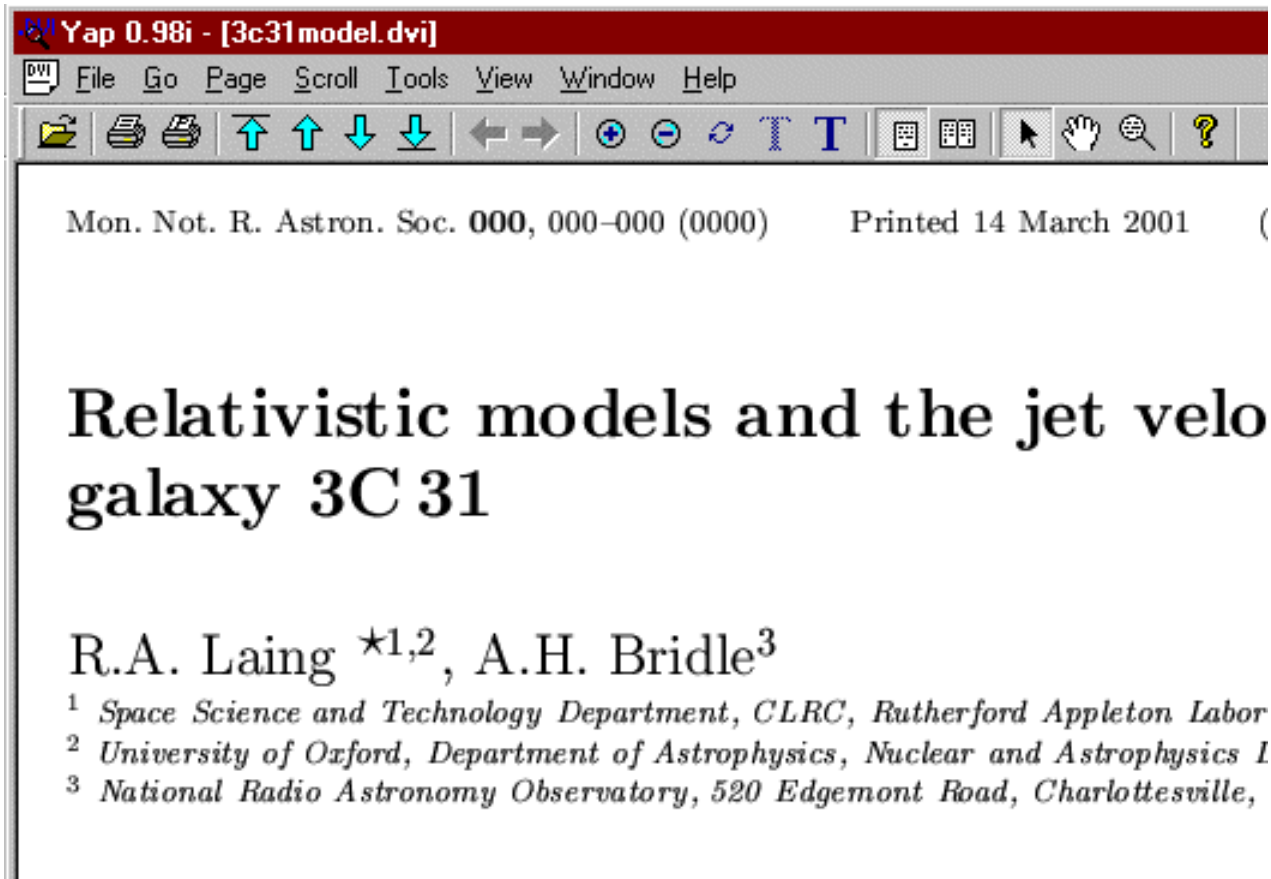 Yap 0.98i - [3c31model.dvi]
DVI File Go Page Scroll Tools View Window Help
Mon. Not. R. Astron. Soc. 000, 000–000 (0000) Printed 14 March 2001 (
Relativistic models and the jet velo
galaxy 3C 31
R.A. Laing ★1,2, A.H. Bridle3
1 Space Science and Technology Department, CLRC, Rutherford Appleton Labor
2 University of Oxford, Department of Astrophysics, Nuclear and Astrophysics L
3 National Radio Astronomy Observatory, 520 Edgemont Road, Charlottesville,